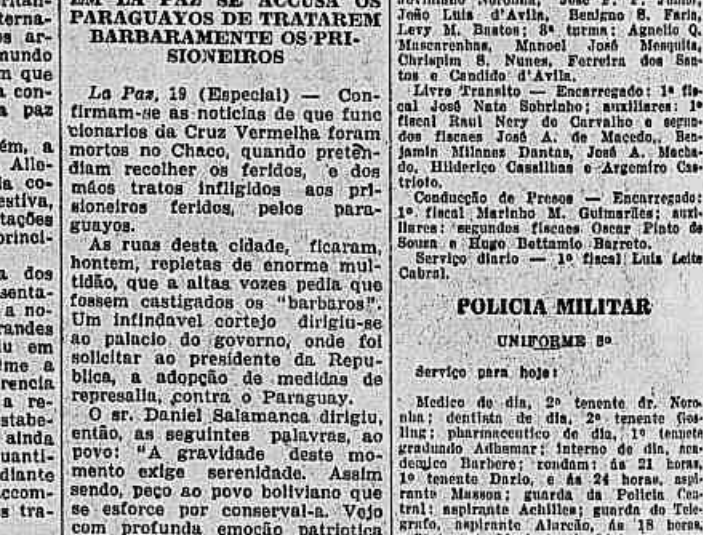 EM LA PAZ SE ACCUSA OS
PARAGUAYOS DE TRATAREM
BARBARAMENTE OS PRI-
SIONEIROS
La Paz, 19 (Especial) — Con-
firmam-se as noticias de que func
cionarios da Cruz Vermelha foram
mortos no Chaco, quando preten-
diam recolher os feridos, e dos
mãos tratos infligidos aos pri-
sioneiros feridos, pelos para-
guayos.
As ruas desta cidade, ficaram,
hontem, repletas de enorme mul-
tidão, que a altas vozes pedia que
fossem castigados os "barbaros".
Um infindavel cortejo dirigiu-se
ao palacio do governo, onde foi
solicitar ao presidente da Repu-
blica, a adopção de medidas de
represalia, contra o Paraguay.
O sr. Daniel Salamanca dirigiu,
então, as seguintes palavras, ao
povo: "A gravidade deste mo-
mento exige serenidade. Assim
sendo, peço ao povo boliviano que
se esforce por conserval-a. Vejo
com profunda emoção patriotica
João Luis d'Avila, Benigno S. Faria,
Levy M. Bastos; 8ª turma: Agnello Q.
Mascarenhas, Manoel José Mesquita,
Chrispim S. Nunes, Ferreira dos San-
tos e Candido d'Avila.
Livre Transito — Encarregado: 1º fis-
cal José Nate Sobrinho; auxiliares: 1º
fiscal Raul Nery de Carvalho e segun-
dos fiscaes José A. de Macedo, Ben-
jamin Milanez Dantas, José A. Macha-
do, Hilderico Casailhas e Argemiro Cas-
trioto.
Conducção de Presos — Encarregado:
1º fiscal Marinho M. Guimarães; auxi-
liares: segundos fiscaes Oscar Pinto de
Souza e Hugo Bettamio Barreto.
Serviço diario — 1º fiscal Luis Leite
Cabral.
POLICIA MILITAR
UNIFORME 5º
Serviço para hoje:
Medico de dia, 2º tenente dr. Noro-
nha; dentista de dia, 2º tenente Gos-
ling; pharmaceutico de dia, 1º tenente
graduado Adhemar; interno de dia, aca-
demico Barbere; rondam: ás 21 horas,
1º tenente Dario, e ás 24 horas, aspi-
rante Masson; guarda da Policia Cen-
tral: aspirante Achilles; guarda do Tele-
grafo, aspirante Alarcão, ás 18 horas,